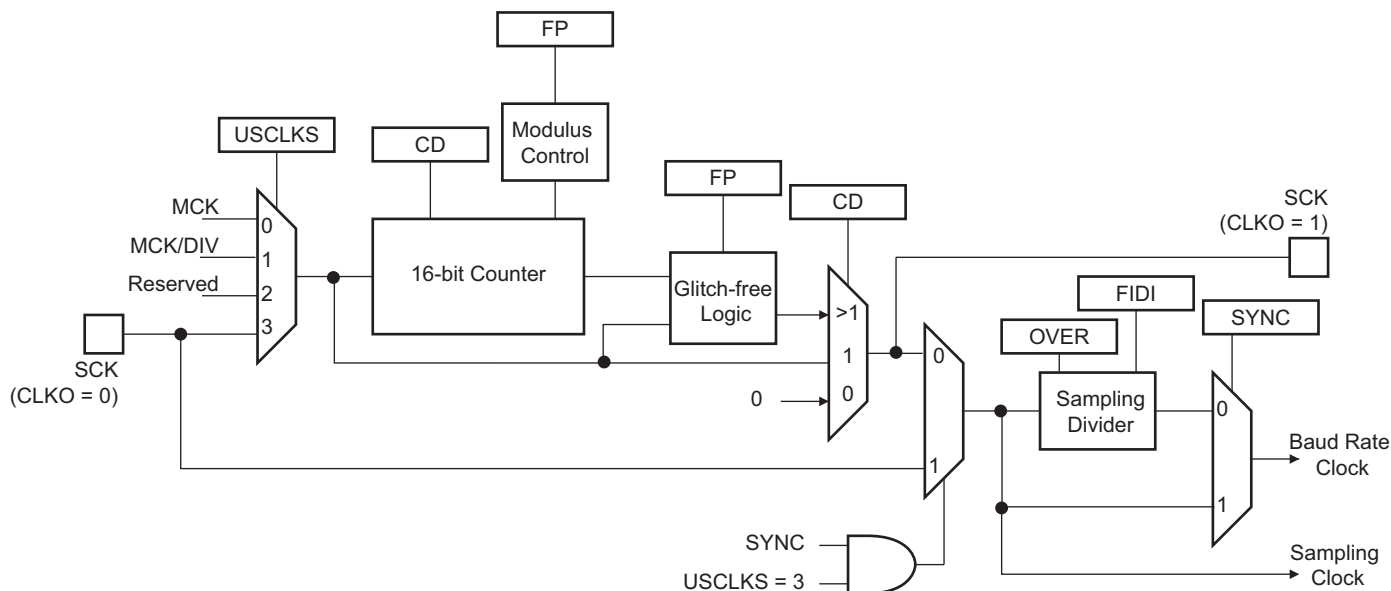 FP
USCLKS
CD
Modulus
Control
FP
CD
SCK
(CLKO = 1)
MCK
0
MCK/DIV
1
16-bit Counter
Reserved
2
Glitch-free
Logic
>1
FIDI
3
OVER
SYNC
SCK
(CLKO = 0)
1
0
0
0
Sampling
Divider
0
Baud Rate
Clock
1
1
SYNC
USCLKS = 3
Sampling
Clock